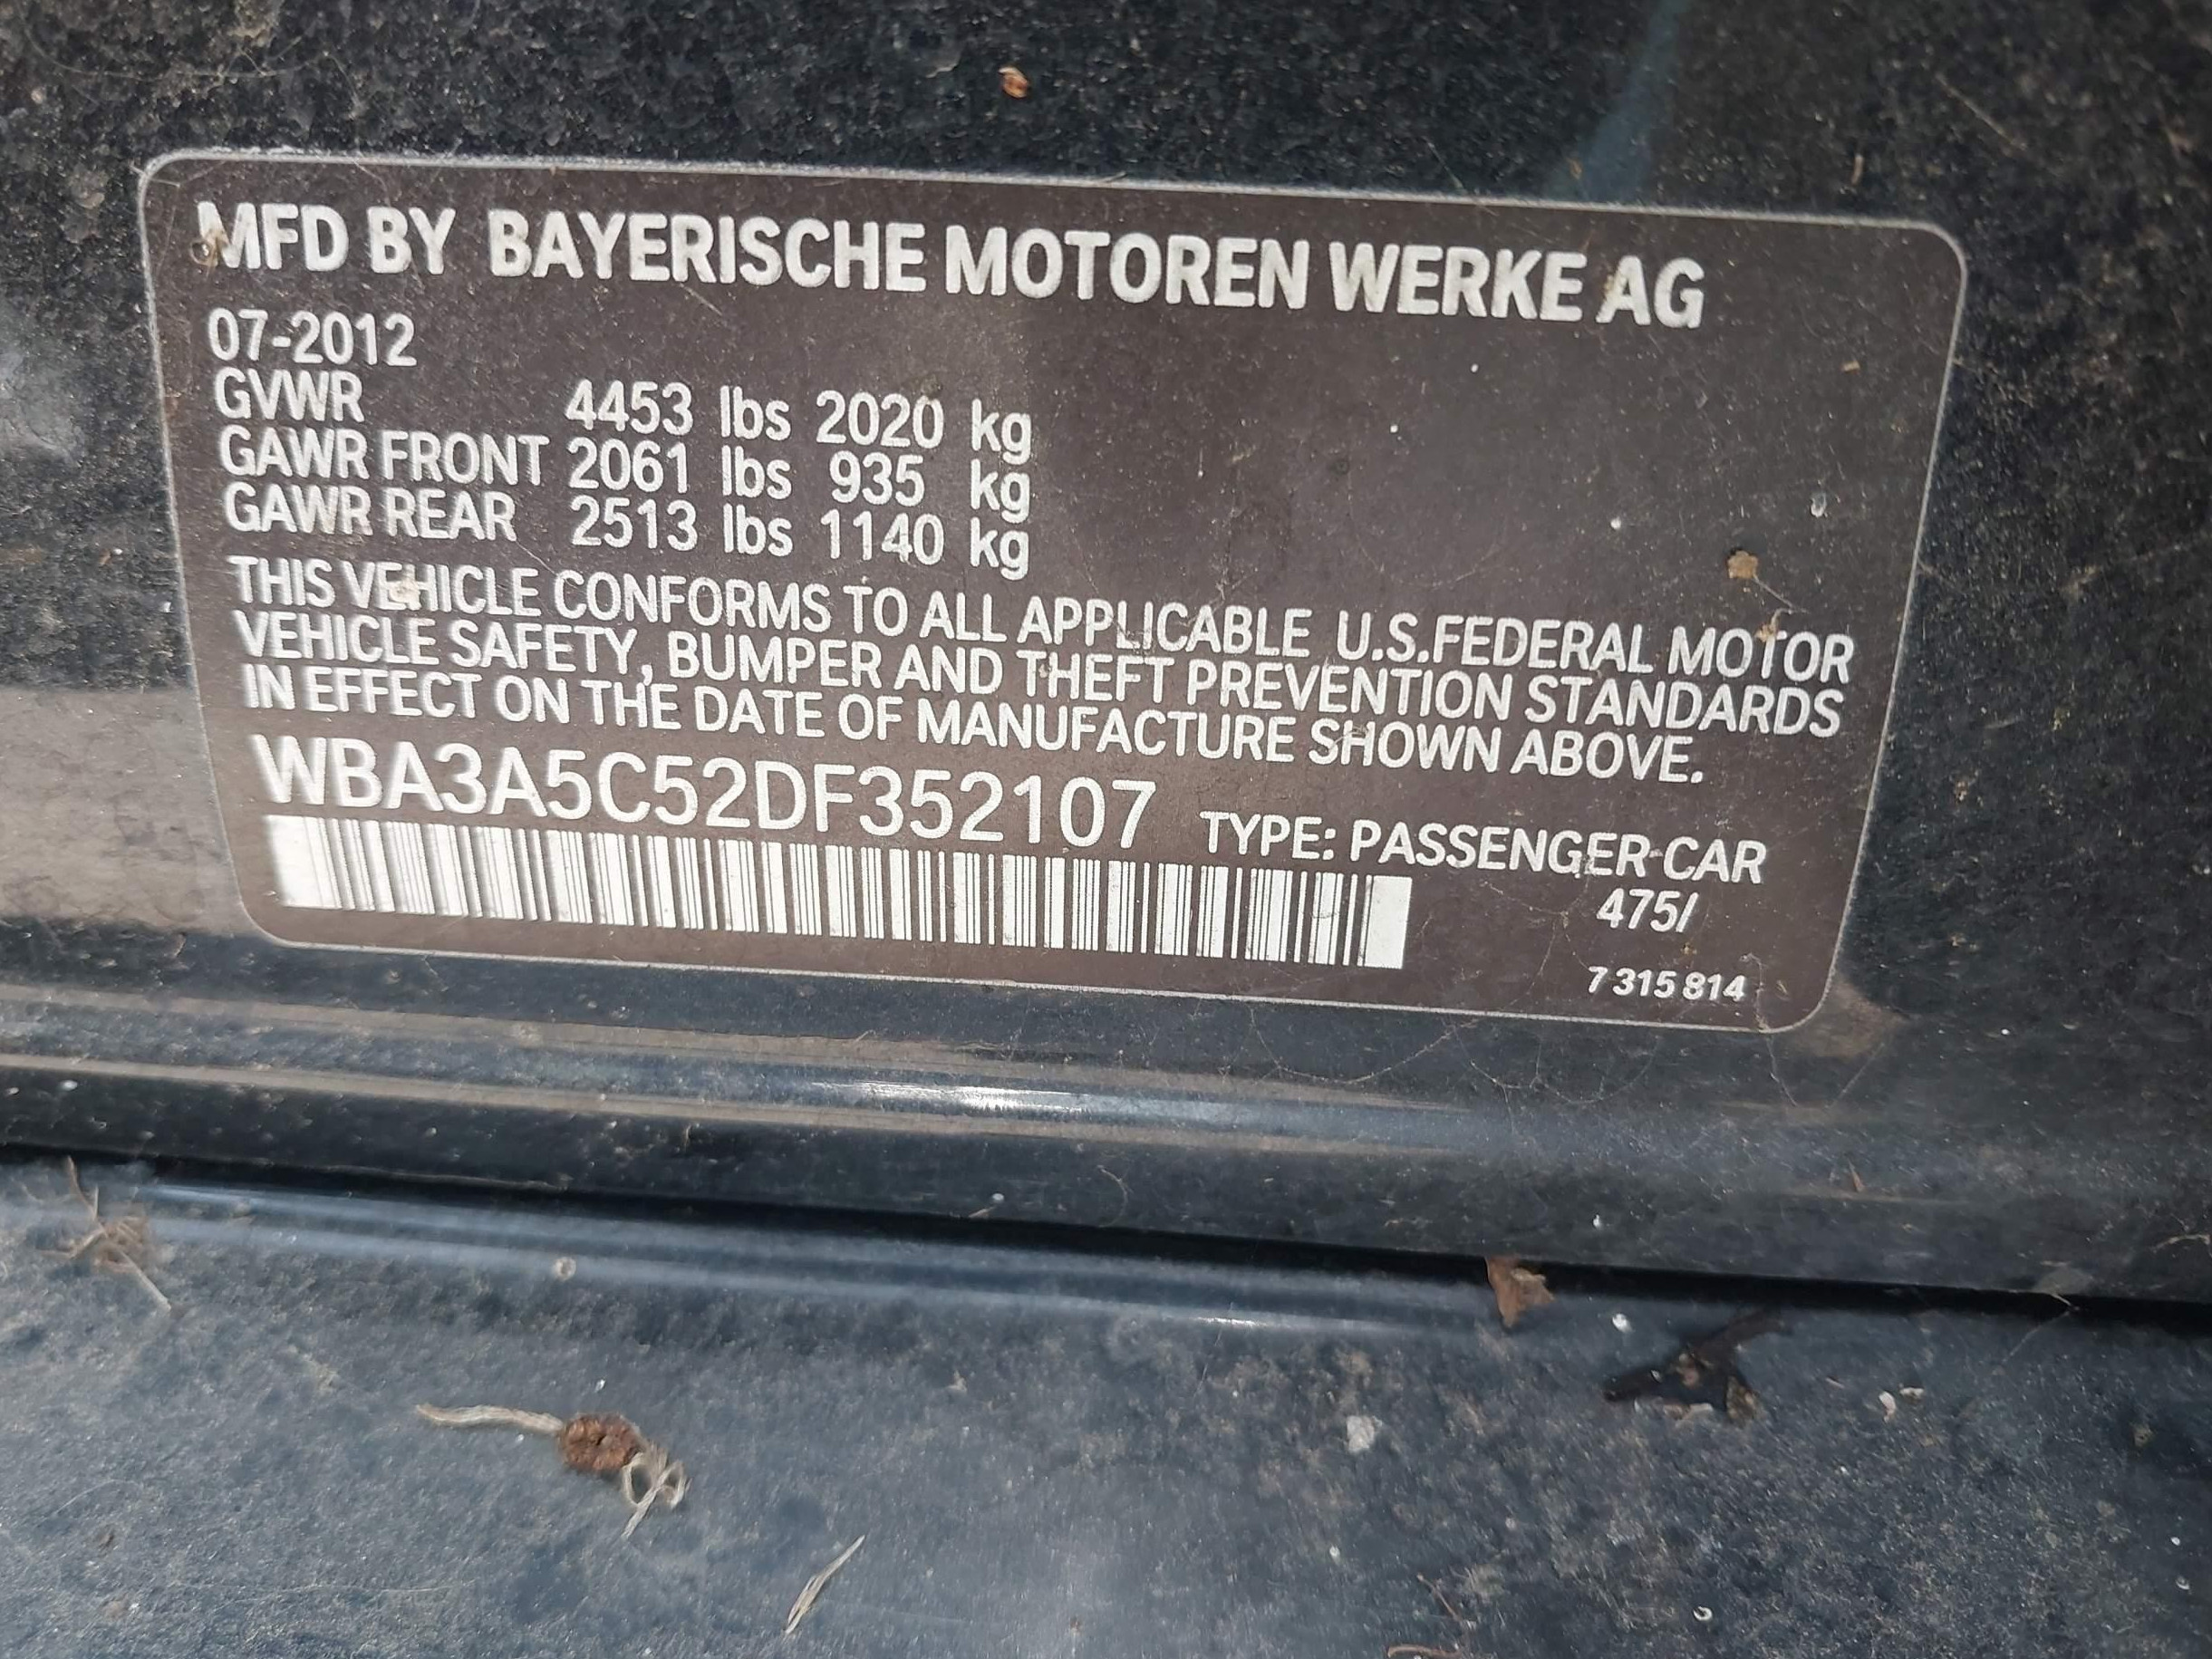 MFD BY BAYERISCHE MOTOREN WERKE AG
07-2012
GVWR 4453 lbs 2020 kg
GAWR FRONT 2061 lbs 935 kg
GAWR REAR 2513 lbs 1140 kg
THIS VEHICLE CONFORMS TO ALL APPLICABLE U.S.FEDERAL MOTOR
VEHICLE SAFETY, BUMPER AND THEFT PREVENTION STANDARDS
IN EFFECT ON THE DATE OF MANUFACTURE SHOWN ABOVE.
WBA3A5C52DF352107 TYPE: PASSENGER CAR
475/
7 315 814